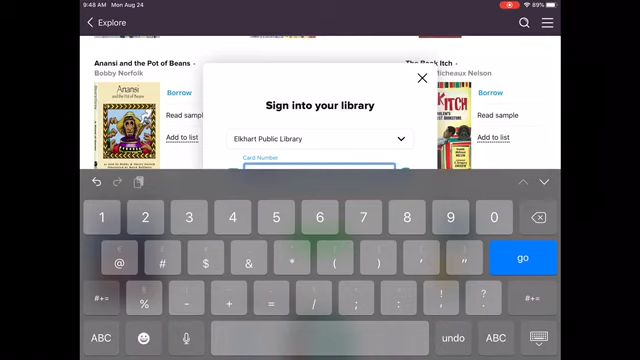 9:48 AM Mon Aug 24
89%
Explore
Anansi and the Pot of Beans
Bobby Norfolk
Borrow
Read sample
Add to list
Sign into your library
Elkhart Public Library
Card Number
The Book Itch
Micheaux Nelson
Borrow
Read sample
Add to list
1 2 3 4 5 6 7 8 9 0
@ # $ & * ( ) ' " go
#+= % - + = / ; : ! , ? . #+=
ABC undo ABC